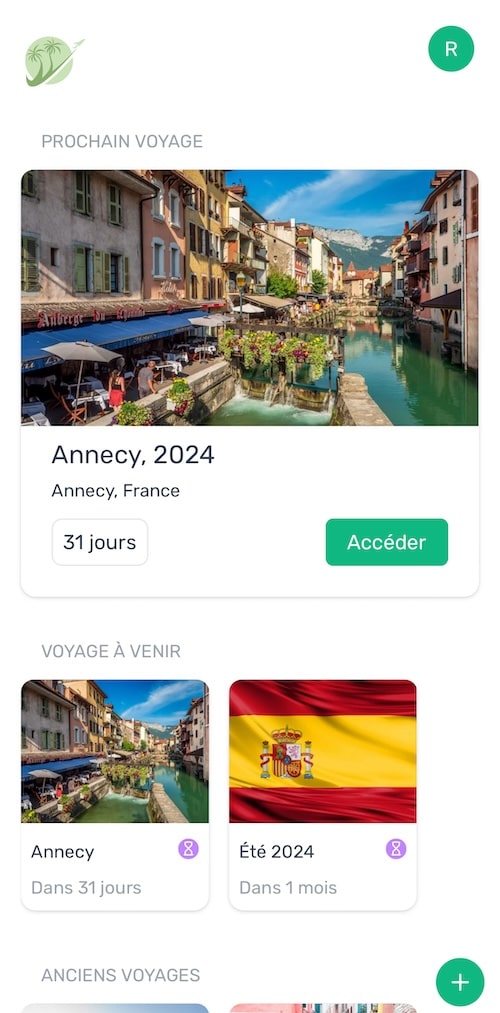 R
PROCHAIN VOYAGE
Auberge Du
Annecy, 2024
Annecy, France
31 jours
Accéder
VOYAGE À VENIR
Annecy
Été 2024
Dans 31 jours
Dans 1 mois
ANCIENS VOYAGES
+